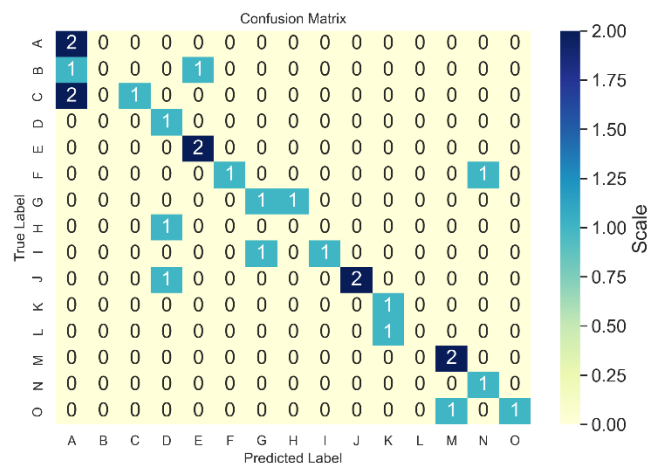 Confusion Matrix
A 2 0 0 0 0 0 0 0 0 0 0 0 0 0 0
B 1 0 0 0 1 0 0 0 0 0 0 0 0 0 0
C 2 0 1 0 0 0 0 0 0 0 0 0 0 0 0
D 0 0 0 1 0 0 0 0 0 0 0 0 0 0 0
E 0 0 0 0 2 0 0 0 0 0 0 0 0 0 0
F 0 0 0 0 0 1 0 0 0 0 0 0 0 1 0
G 0 0 0 0 0 0 1 1 0 0 0 0 0 0 0
H 0 0 0 1 0 0 0 0 0 0 0 0 0 0 0
I 0 0 0 0 0 0 1 0 1 0 0 0 0 0 0
J 0 0 0 1 0 0 0 0 0 2 0 0 0 0 0
K 0 0 0 0 0 0 0 0 0 0 1 0 0 0 0
L 0 0 0 0 0 0 0 0 0 0 1 0 0 0 0
M 0 0 0 0 0 0 0 0 0 0 0 0 2 0 0
N 0 0 0 0 0 0 0 0 0 0 0 0 0 1 0
O 0 0 0 0 0 0 0 0 0 0 0 0 1 0 1
A B C D E F G H I J K L M N O
Predicted Label
True Label
2.00
1.75
1.50
1.25
1.00
0.75
0.50
0.25
0.00
Scale